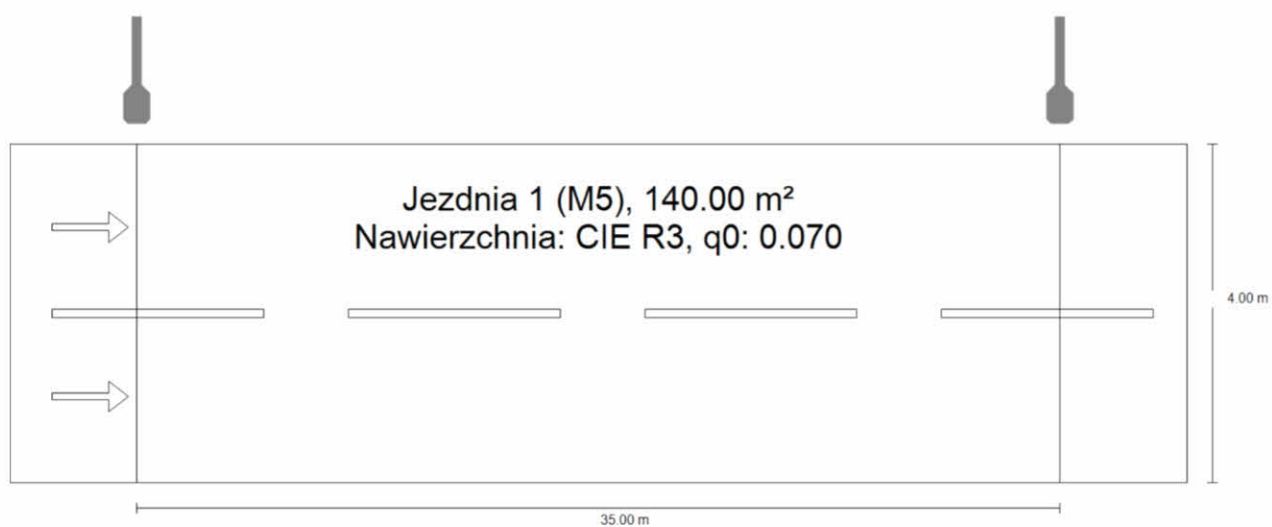 Jezdnia 1 (M5), 140.00 m²
Nawierzchnia: CIE R3, q0: 0.070
4.00 m
35.00 m